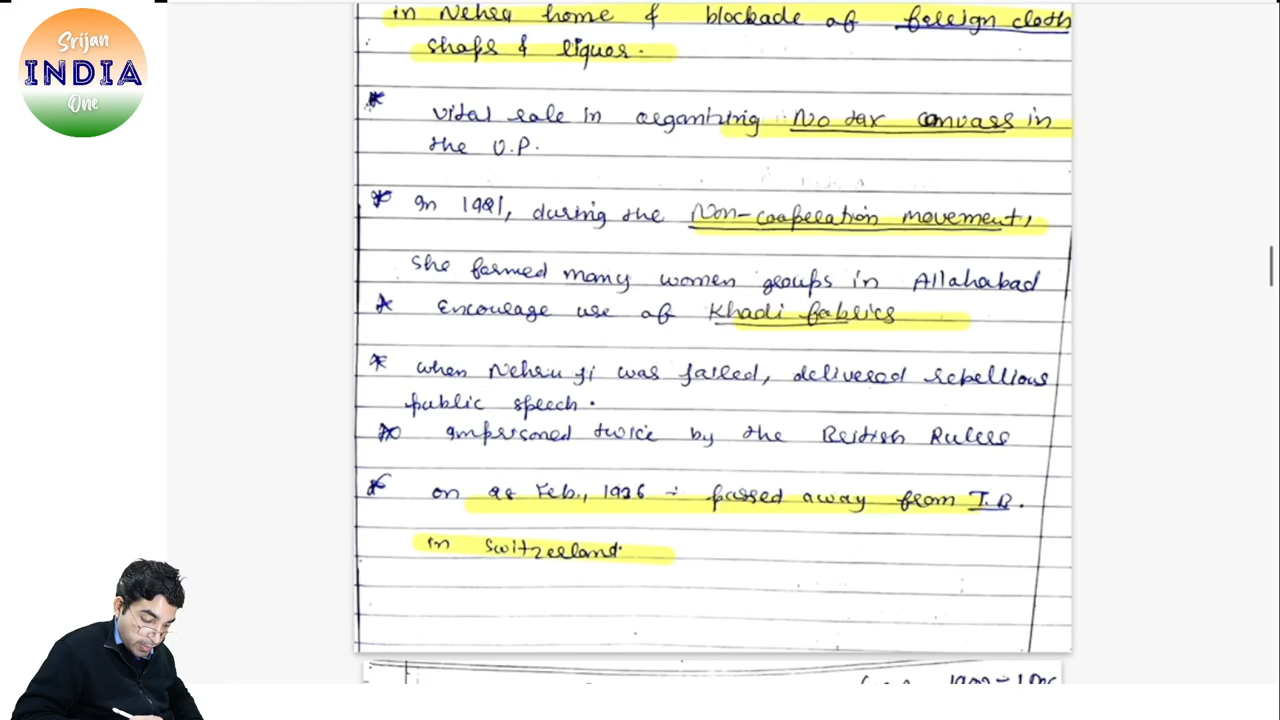 Srijan
INDIA
One
in Nehru home & blockade of foreign cloth
shops & liquor.
* vital role in organizing No tax canvass in
the U.P.
* In 1921, during the Non-cooperation movement,
she formed many women groups in Allahabad
* Encourage use of Khadi fabrics
* when Nehru ji was jailed, delivered rebellious
public speech.
* imprisoned twice by the British Rulers
* on 28 Feb., 1936 - passed away from T.B.
in Switzerland.